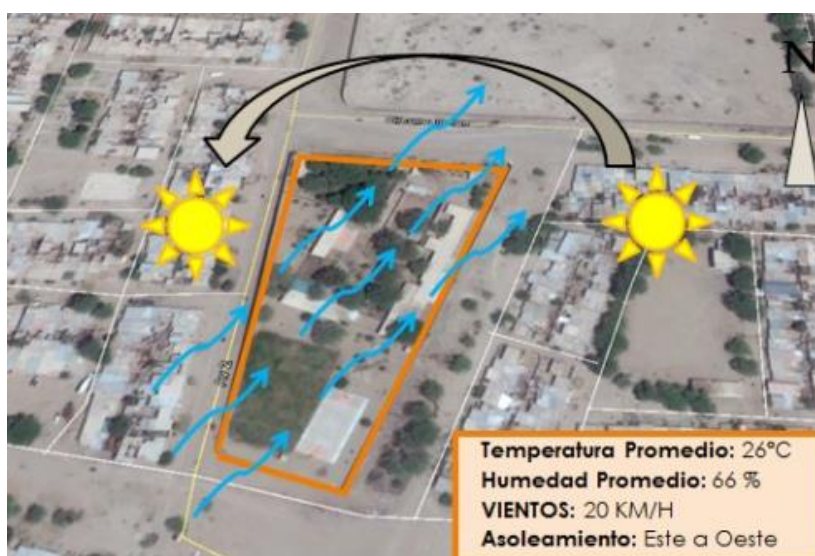 N
Temperatura Promedio: 26°C
Humedad Promedio: 66 %
VIENTOS: 20 KM/H
Asoleamiento: Este a Oeste